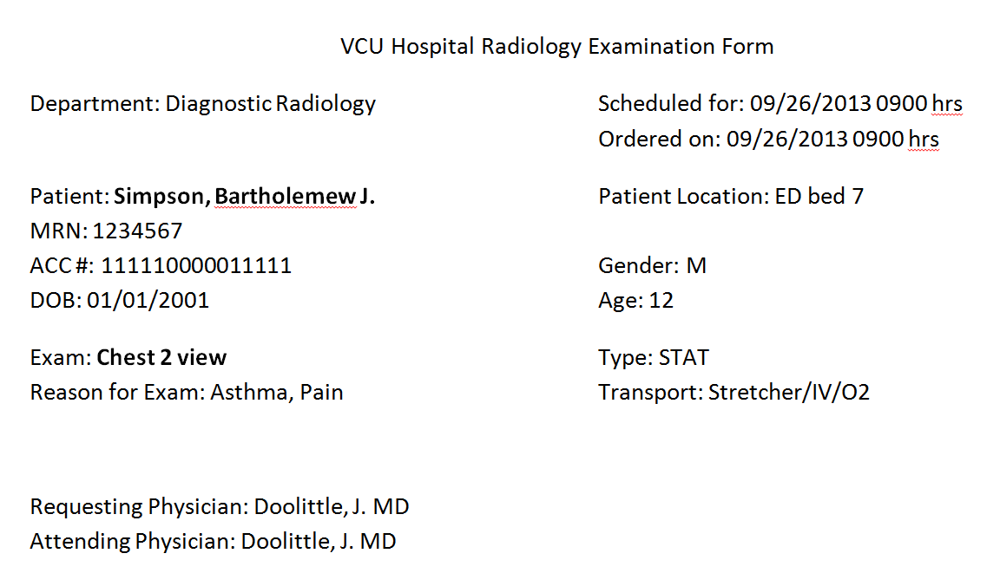 VCU Hospital Radiology Examination Form
Department: Diagnostic Radiology
Scheduled for: 09/26/2013 0900 hrs
Ordered on: 09/26/2013 0900 hrs
Patient: Simpson, Bartholemew J.
Patient Location: ED bed 7
MRN: 1234567
ACC #: 111110000011111
Gender: M
DOB: 01/01/2001
Age: 12
Exam: Chest 2 view
Type: STAT
Reason for Exam: Asthma, Pain
Transport: Stretcher/IV/O2
Requesting Physician: Doolittle, J. MD
Attending Physician: Doolittle, J. MD